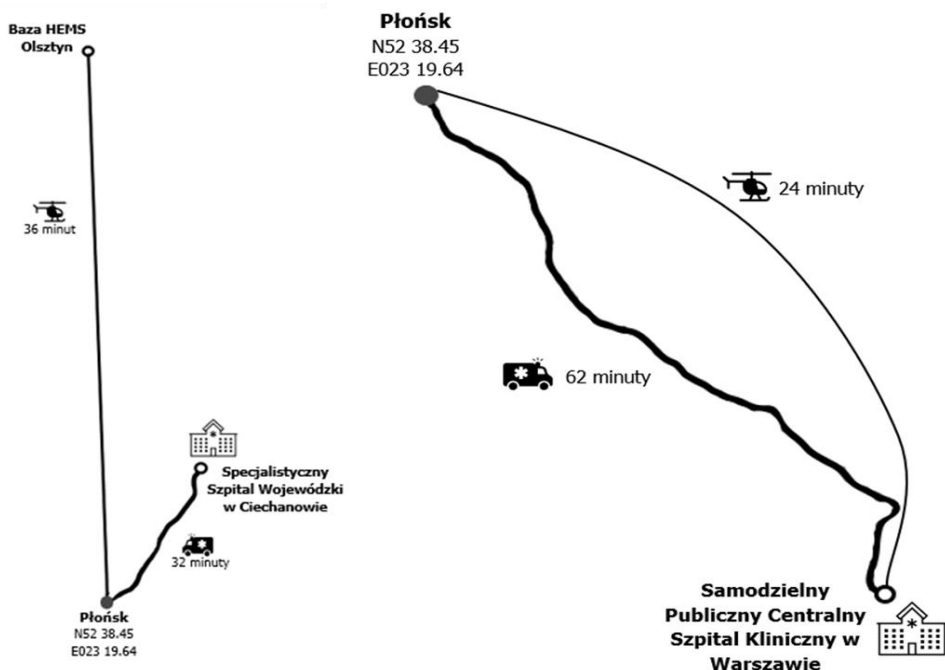 Baza HEMS
Olsztyn
36 minut
Specjalistyczny
Szpital Wojewódzki
w Ciechanowie
32 minuty
Płońsk
N52 38.45
E023 19.64
Płońsk
N52 38.45
E023 19.64
24 minuty
62 minuty
Samodzielny
Publiczny Centralny
Szpital Kliniczny w
Warszawie